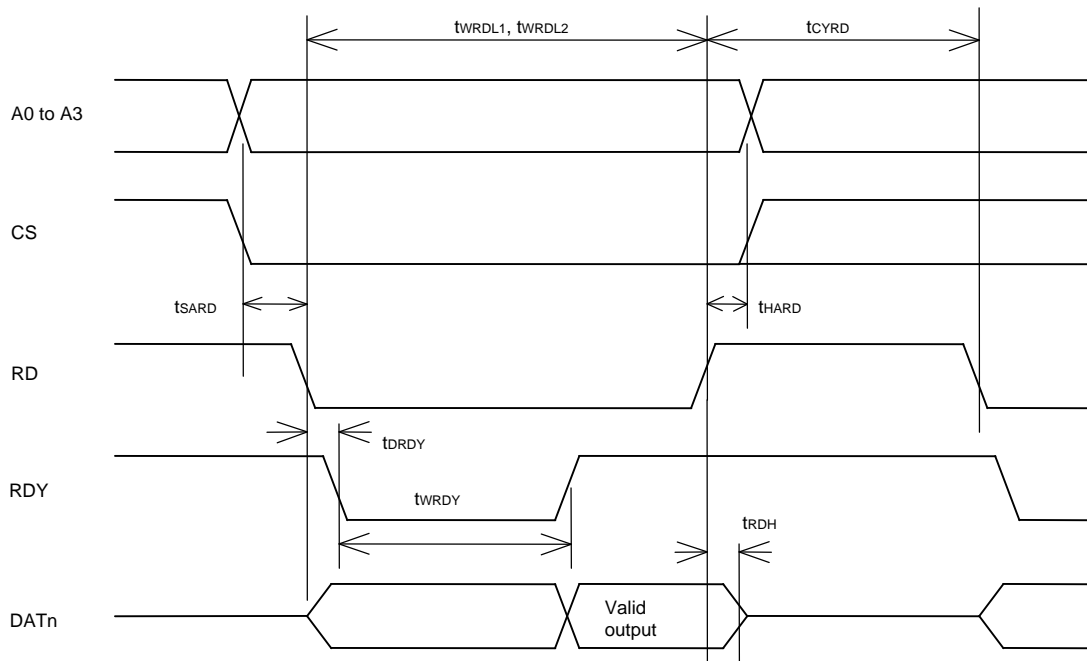 tWRDL1, tWRDL2
tCYRD
A0 to A3
CS
tSARD
tHARD
RD
tDRDY
RDY
tWRDY
tRDH
DATn
Valid
output